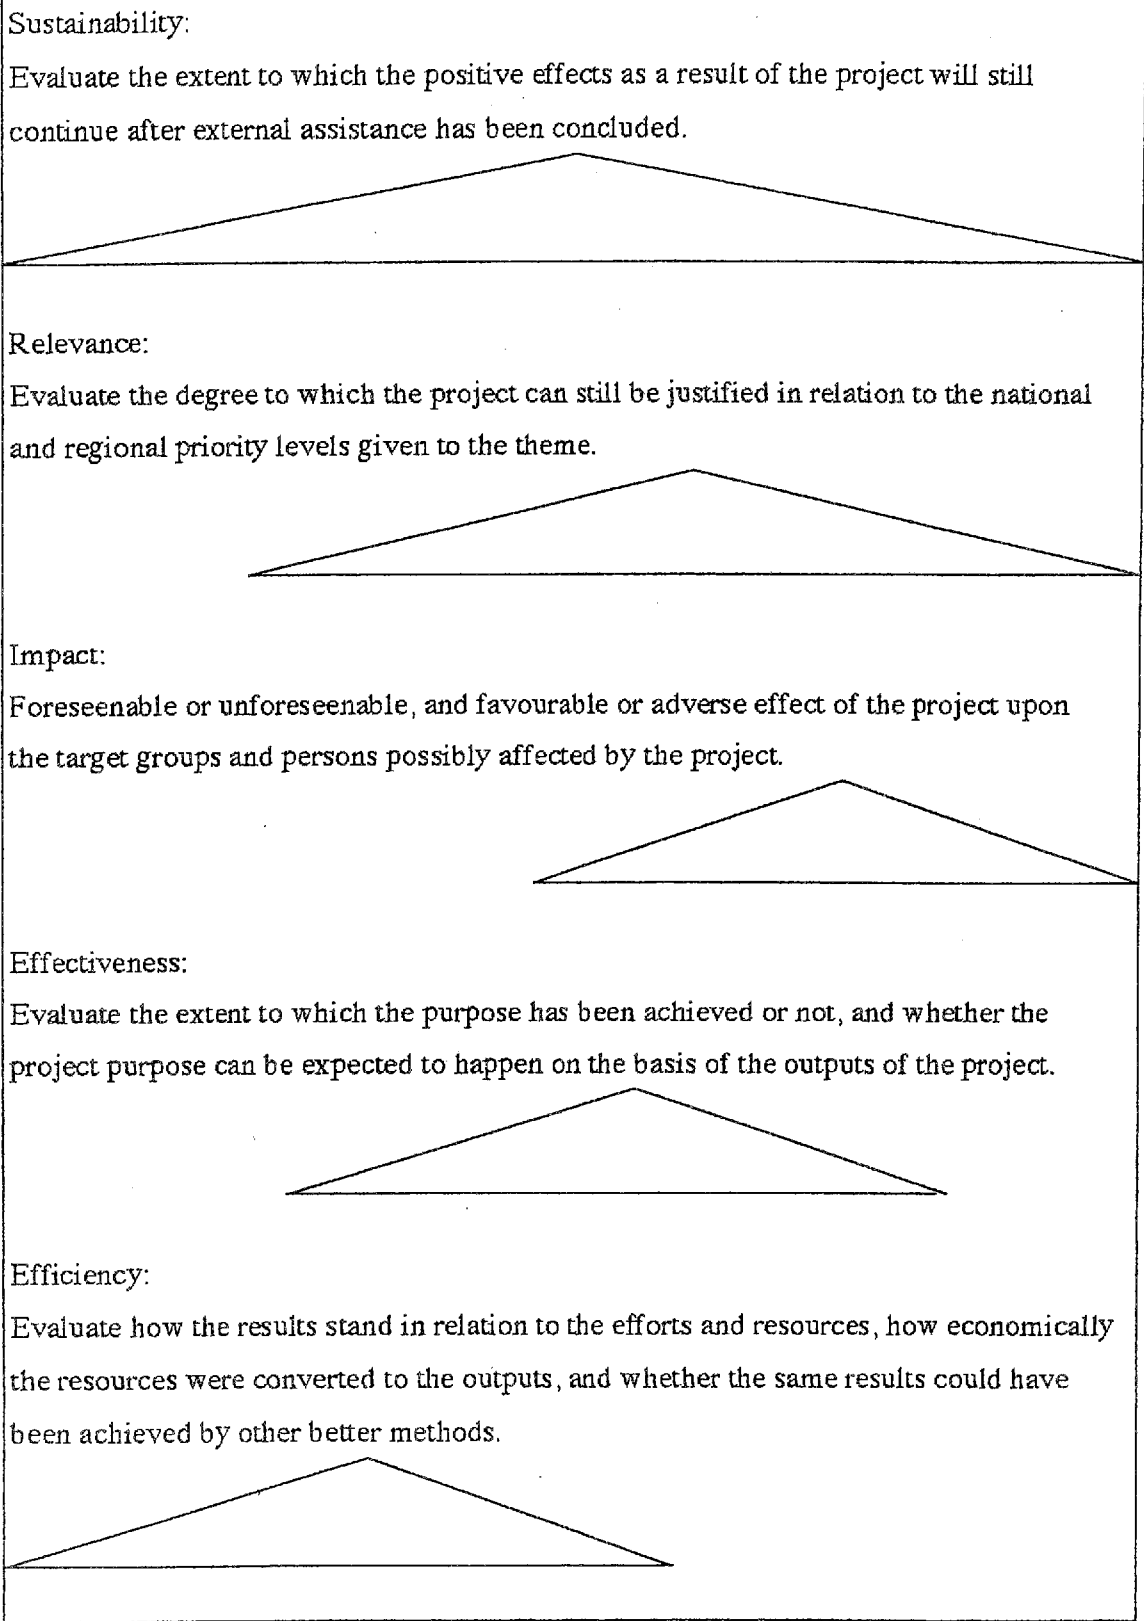 Sustainability:
Evaluate the extent to which the positive effects as a result of the project will still
continue after external assistance has been concluded.
Relevance:
Evaluate the degree to which the project can still be justified in relation to the national
and regional priority levels given to the theme.
Impact:
Foreseenable or unforeseenable, and favourable or adverse effect of the project upon
the target groups and persons possibly affected by the project.
Effectiveness:
Evaluate the extent to which the purpose has been achieved or not, and whether the
project purpose can be expected to happen on the basis of the outputs of the project.
Efficiency:
Evaluate how the results stand in relation to the efforts and resources, how economically
the resources were converted to the outputs, and whether the same results could have
been achieved by other better methods.